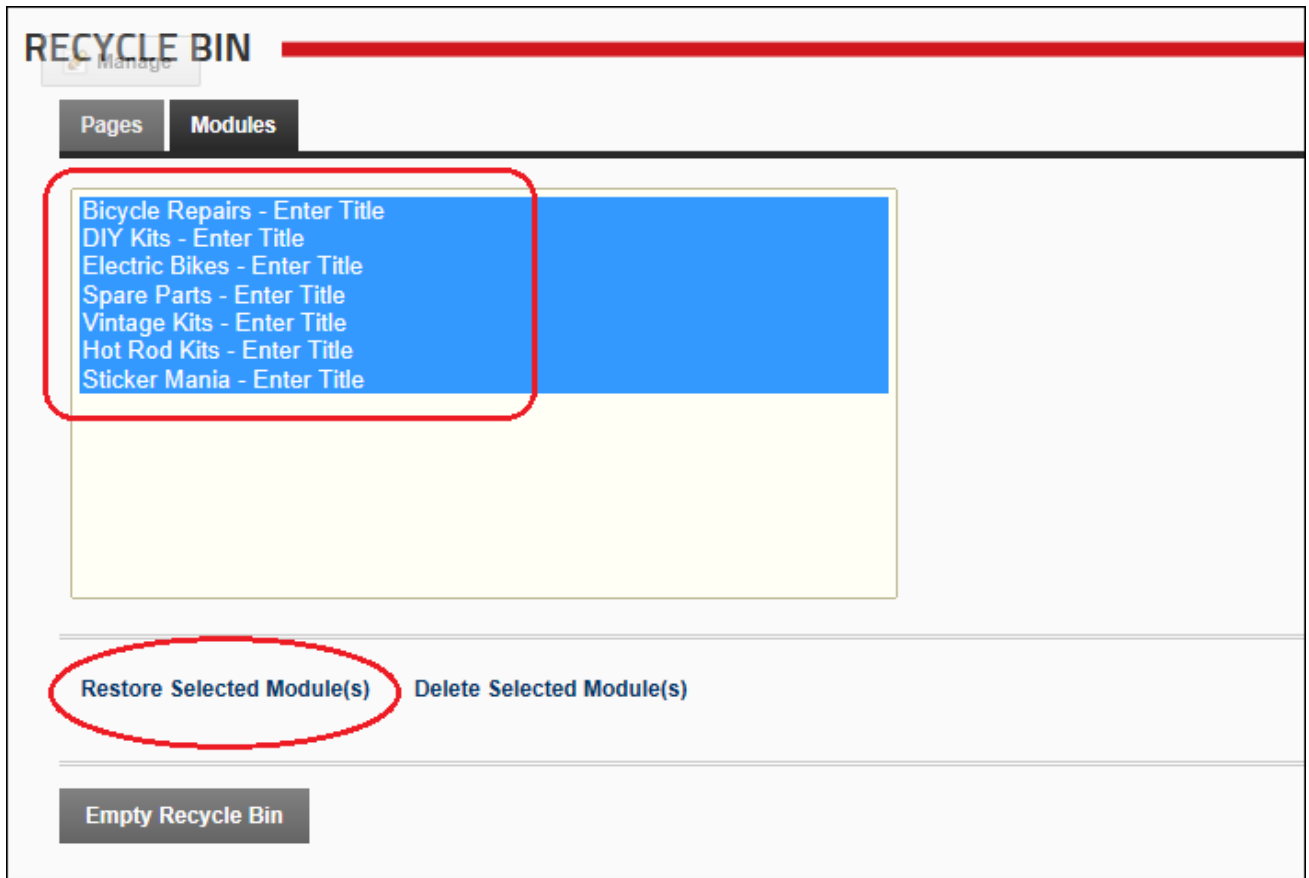 RECYCLE BIN
Manage
Pages Modules
Bicycle Repairs - Enter Title
DIY Kits - Enter Title
Electric Bikes - Enter Title
Spare Parts - Enter Title
Vintage Kits - Enter Title
Hot Rod Kits - Enter Title
Sticker Mania - Enter Title
Restore Selected Module(s) Delete Selected Module(s)
Empty Recycle Bin